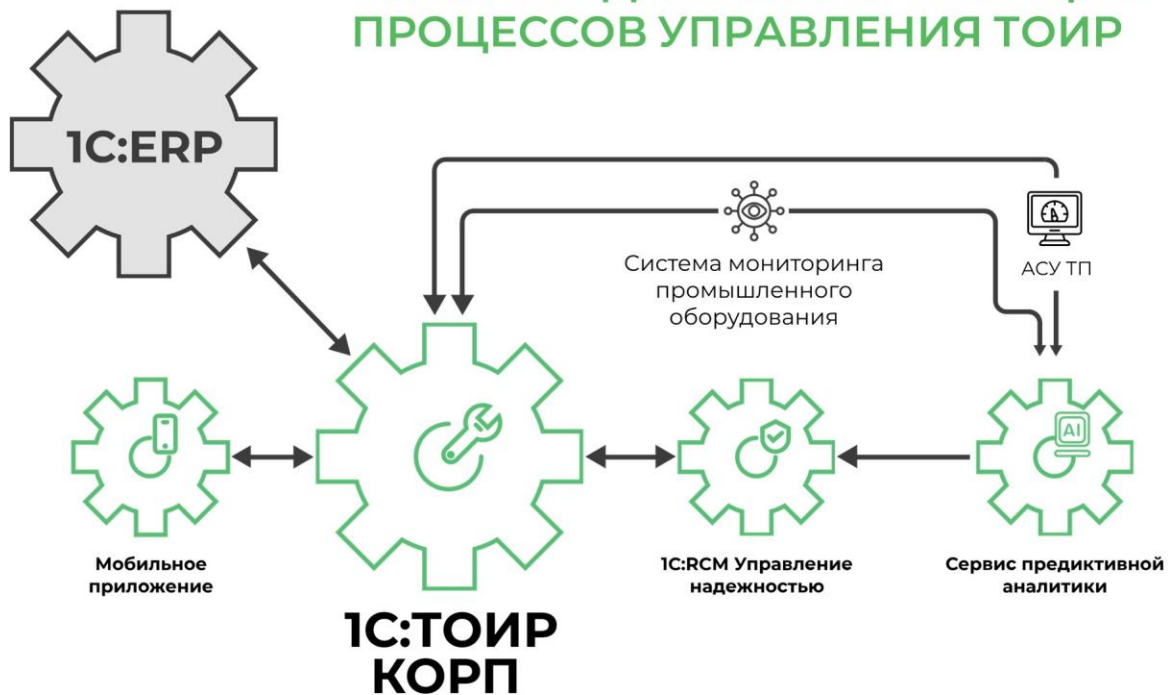 ПРОЦЕССОВ УПРАВЛЕНИЯ ТОИР
1С:ERP
АСУ ТП
Система мониторинга
промышленного
оборудования
AI
Мобильное
приложение
1С:RCM Управление
надежностью
Сервис предиктивной
аналитики
1С:ТОИР
КОРП